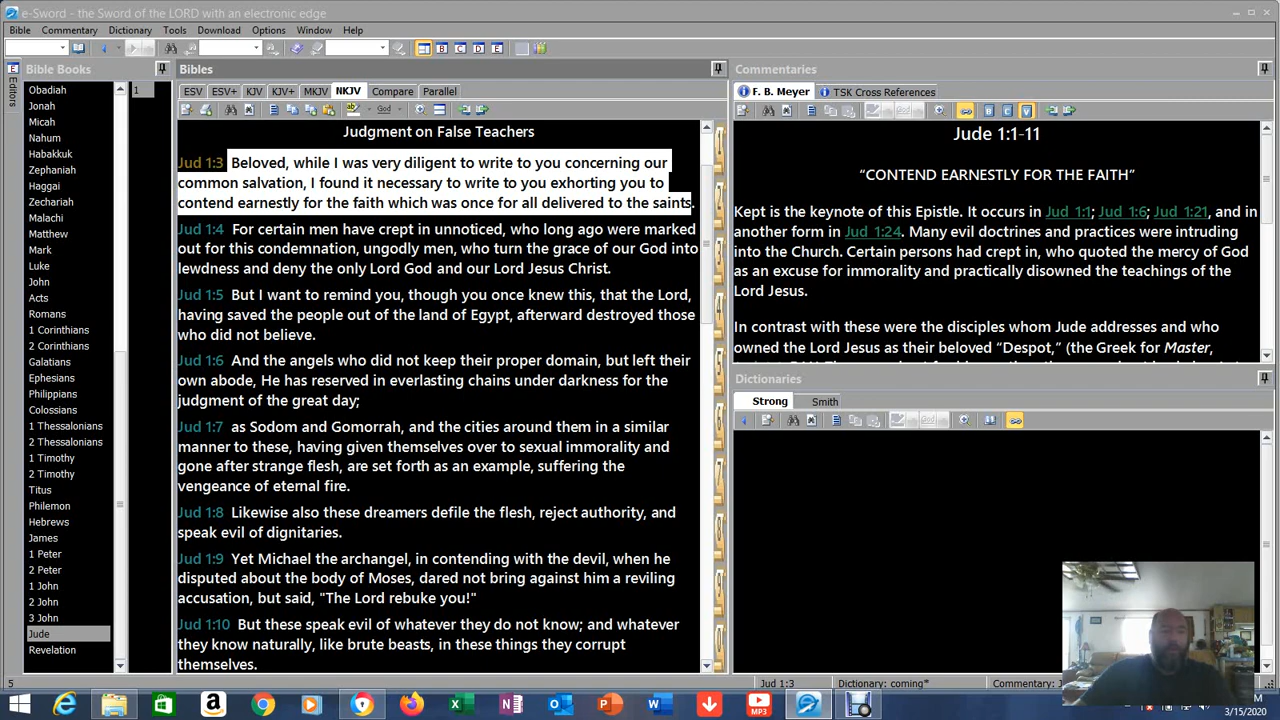 e-Sword - the Sword of the LORD with an electronic edge
Bible Commentary Dictionary Tools Download Options Window Help
B C D E
Editors
Bible Books
Obadiah
Jonah
Micah
Nahum
Habakkuk
Zephaniah
Haggai
Zechariah
Malachi
Matthew
Mark
Luke
John
Acts
Romans
1 Corinthians
2 Corinthians
Galatians
Ephesians
Philippians
Colossians
1 Thessalonians
2 Thessalonians
1 Timothy
2 Timothy
Titus
Philemon
Hebrews
James
1 Peter
2 Peter
1 John
2 John
3 John
Jude
Revelation
1
Bibles
ESV ESV+ KJV KJV+ MKJV NKJV Compare Parallel
God
Judgment on False Teachers
Jud 1:3 Beloved, while I was very diligent to write to you concerning our
common salvation, I found it necessary to write to you exhorting you to
contend earnestly for the faith which was once for all delivered to the saints.
Jud 1:4 For certain men have crept in unnoticed, who long ago were marked
out for this condemnation, ungodly men, who turn the grace of our God into
lewdness and deny the only Lord God and our Lord Jesus Christ.
Jud 1:5 But I want to remind you, though you once knew this, that the Lord,
having saved the people out of the land of Egypt, afterward destroyed those
who did not believe.
Jud 1:6 And the angels who did not keep their proper domain, but left their
own abode, He has reserved in everlasting chains under darkness for the
judgment of the great day;
Jud 1:7 as Sodom and Gomorrah, and the cities around them in a similar
manner to these, having given themselves over to sexual immorality and
gone after strange flesh, are set forth as an example, suffering the
vengeance of eternal fire.
Jud 1:8 Likewise also these dreamers defile the flesh, reject authority, and
speak evil of dignitaries.
Jud 1:9 Yet Michael the archangel, in contending with the devil, when he
disputed about the body of Moses, dared not bring against him a reviling
accusation, but said, "The Lord rebuke you!"
Jud 1:10 But these speak evil of whatever they do not know; and whatever
they know naturally, like brute beasts, in these things they corrupt
themselves.
1
2
3
4
5
6
7
8
9
Commentaries
F. B. Meyer TSK Cross References
B C V
Jude 1:1-11
“CONTEND EARNESTLY FOR THE FAITH”
Kept is the keynote of this Epistle. It occurs in Jud 1:1; Jud 1:6; Jud 1:21, and in
another form in Jud 1:24. Many evil doctrines and practices were intruding
into the Church. Certain persons had crept in, who quoted the mercy of God
as an excuse for immorality and practically disowned the teachings of the
Lord Jesus.
In contrast with these were the disciples whom Jude addresses and who
owned the Lord Jesus as their beloved “Despot,” (the Greek for Master,
Dictionaries
Strong Smith
God
5
Jud 1:3 Dictionary: coming* Commentary: J
MP3
M
3/15/2020